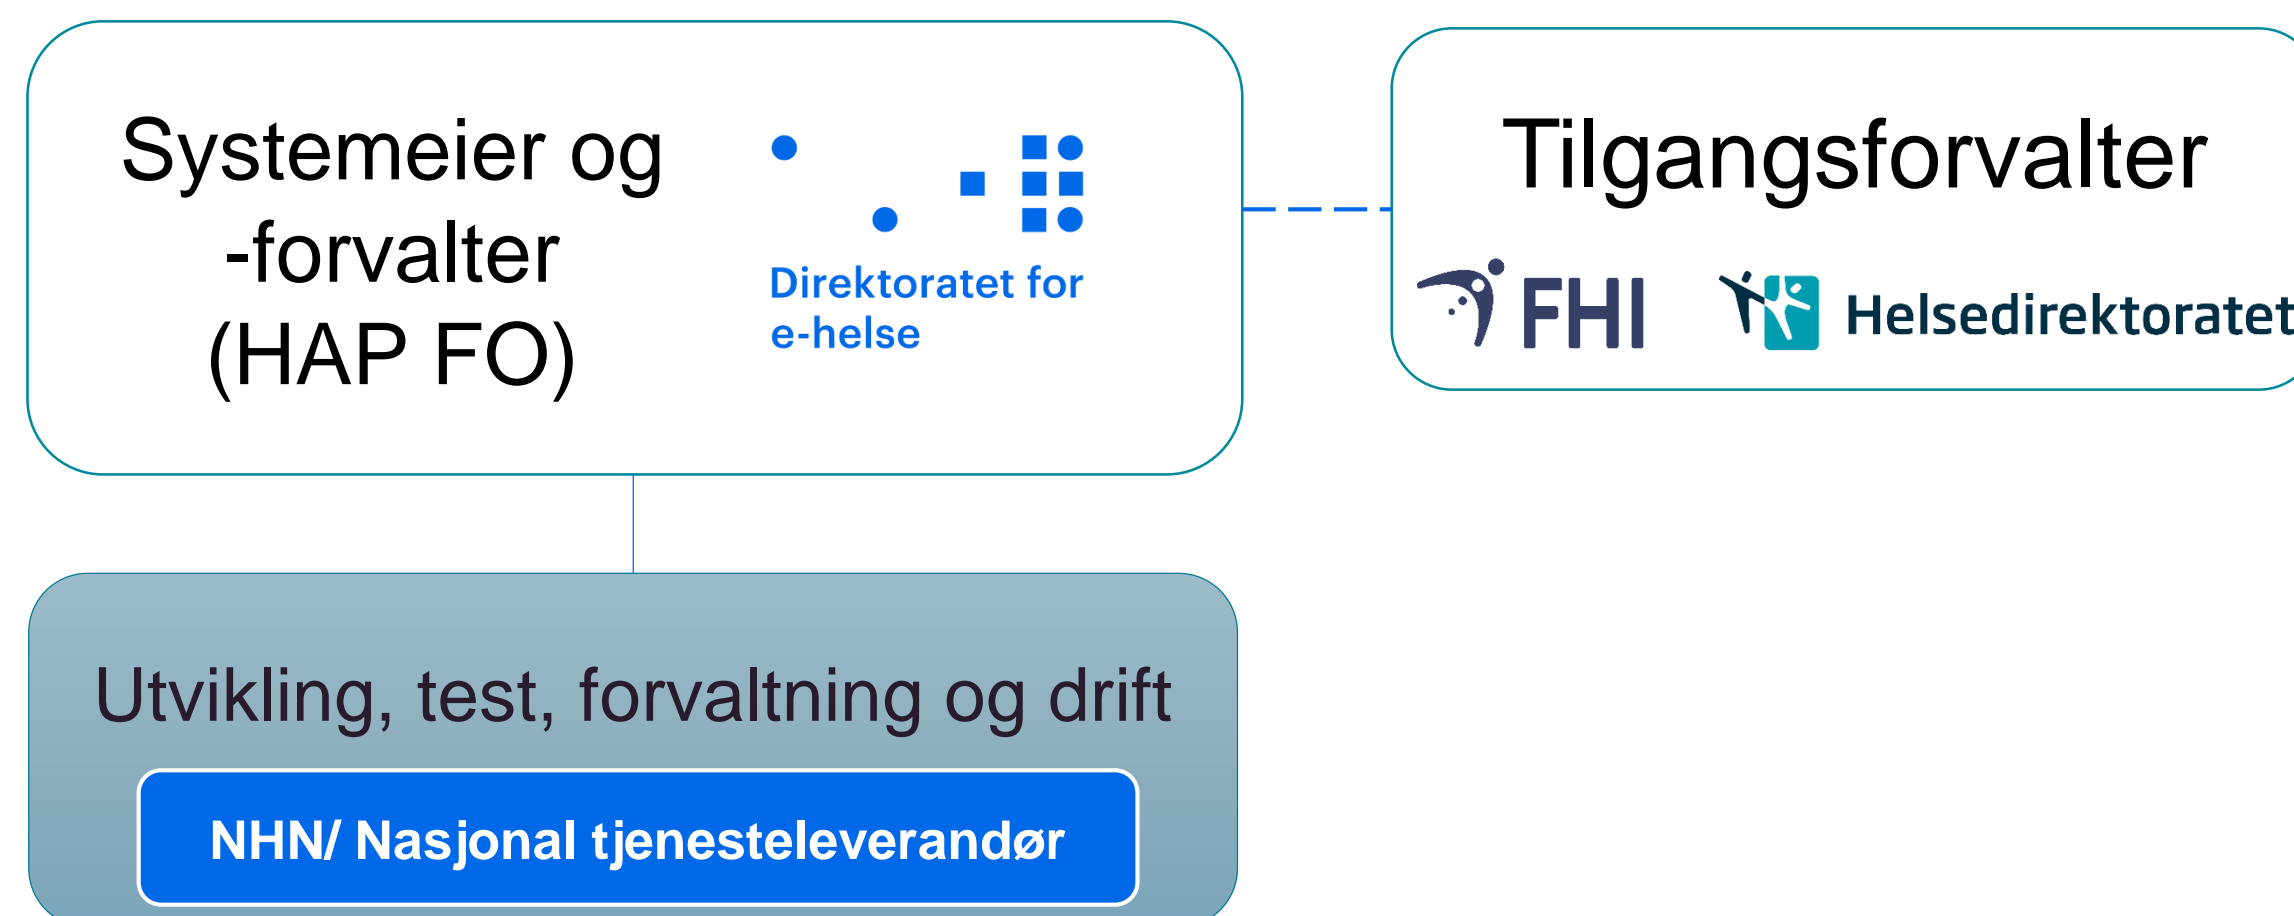 Systemeier og
-forvalter
(HAP FO)
Direktoratet for
e-helse
Tilgangsforvalter
FHI
Helsedirektoratet
Utvikling, test, forvaltning og drift
NHN/ Nasjonal tjenesteleverandør